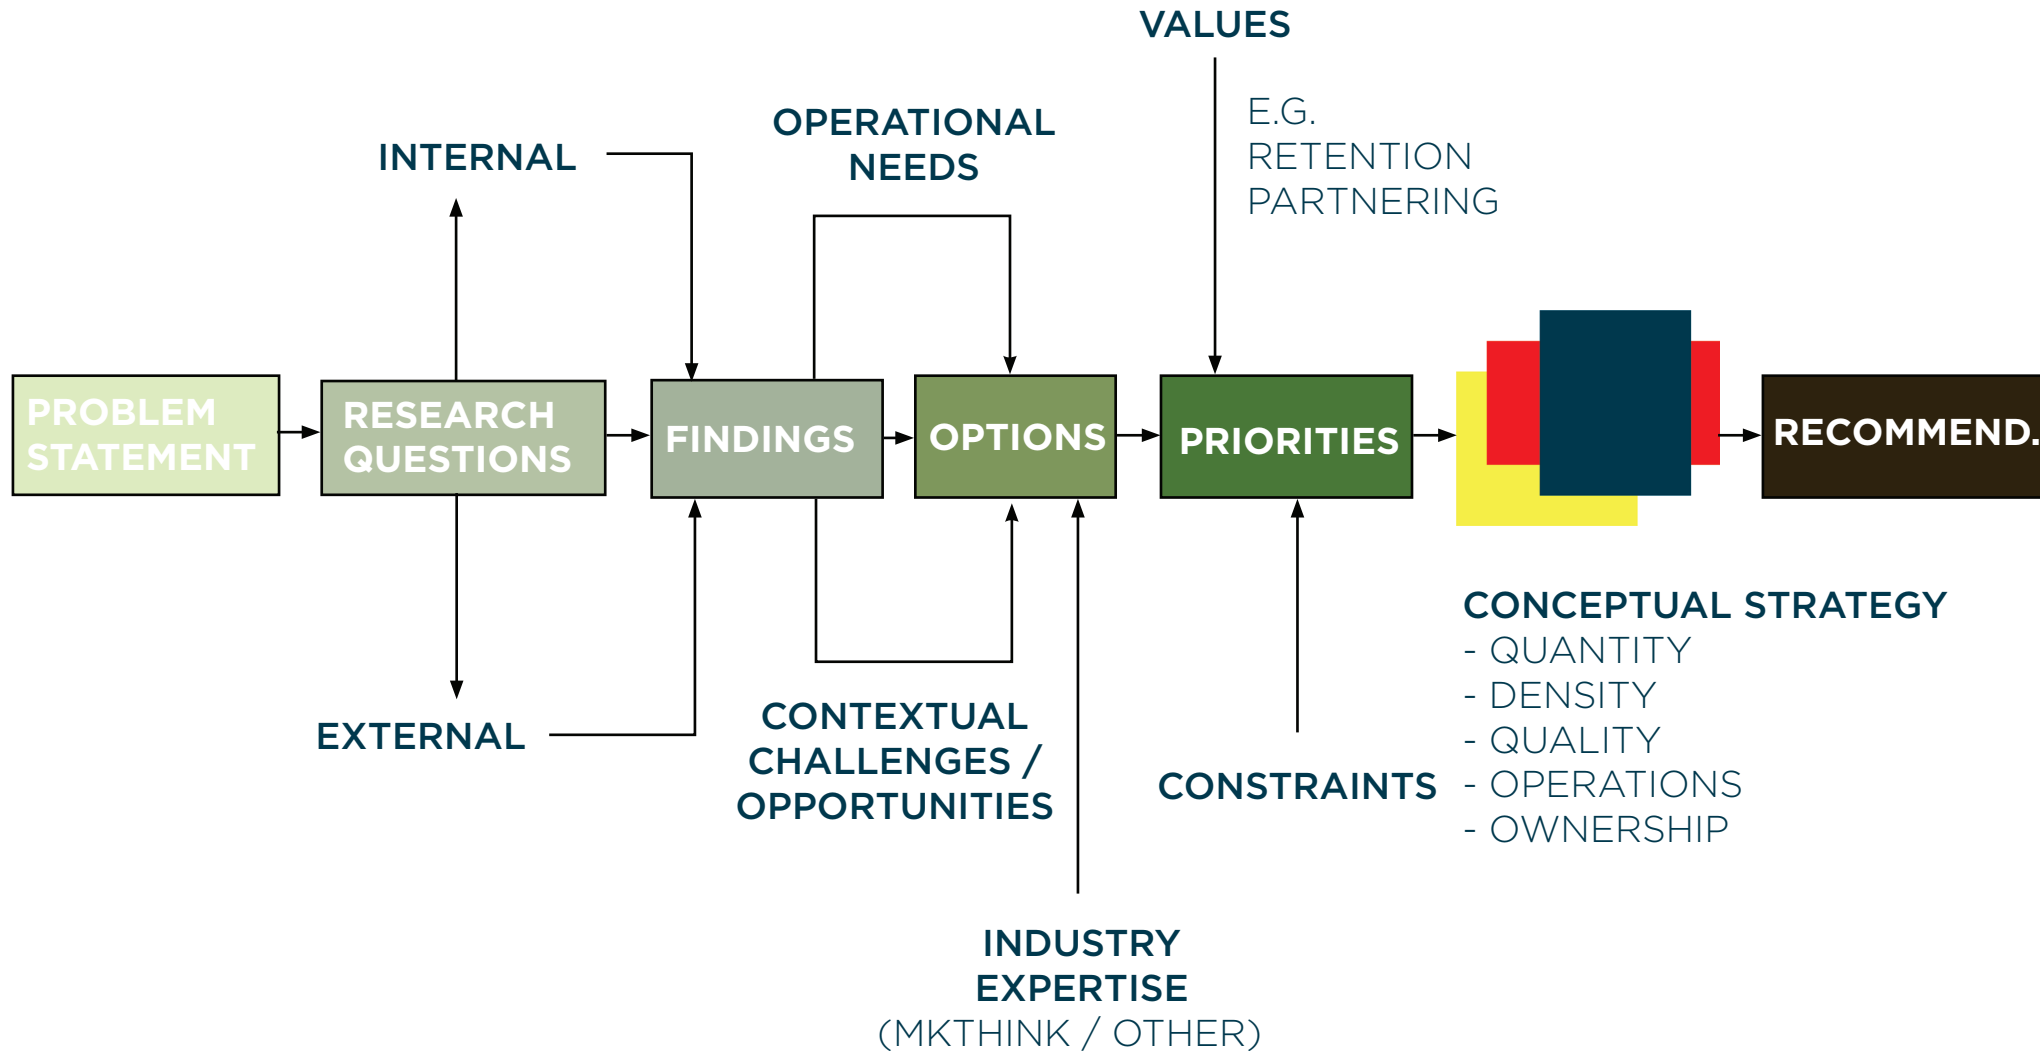 VALUES
E.G.
RETENTION
PARTNERING
OPERATIONAL
NEEDS
INTERNAL
PROBLEM
STATEMENT
RESEARCH
QUESTIONS
FINDINGS
OPTIONS
PRIORITIES
RECOMMEND.
EXTERNAL
CONTEXTUAL
CHALLENGES /
OPPORTUNITIES
CONSTRAINTS
CONCEPTUAL STRATEGY
- QUANTITY
- DENSITY
- QUALITY
- OPERATIONS
- OWNERSHIP
INDUSTRY
EXPERTISE
(MKTHINK / OTHER)